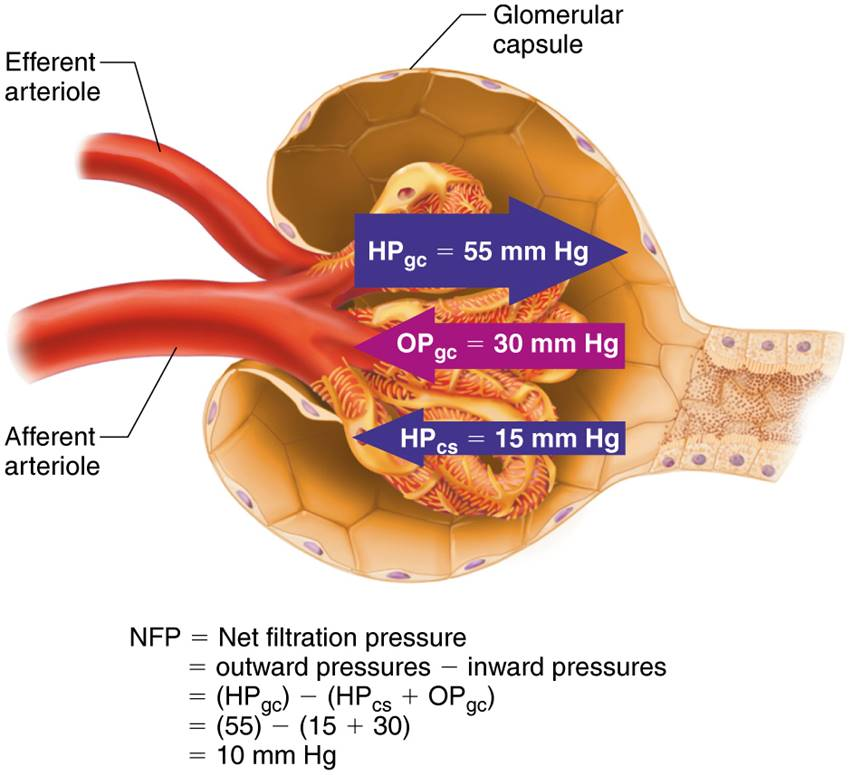 Glomerular
capsule
Efferent
arteriole
HPgc = 55 mm Hg
OPgc = 30 mm Hg
Afferent
arteriole
HPcs = 15 mm Hg
NFP = Net filtration pressure
= outward pressures − inward pressures
= (HPgc) − (HPcs + OPgc)
= (55) − (15 + 30)
= 10 mm Hg